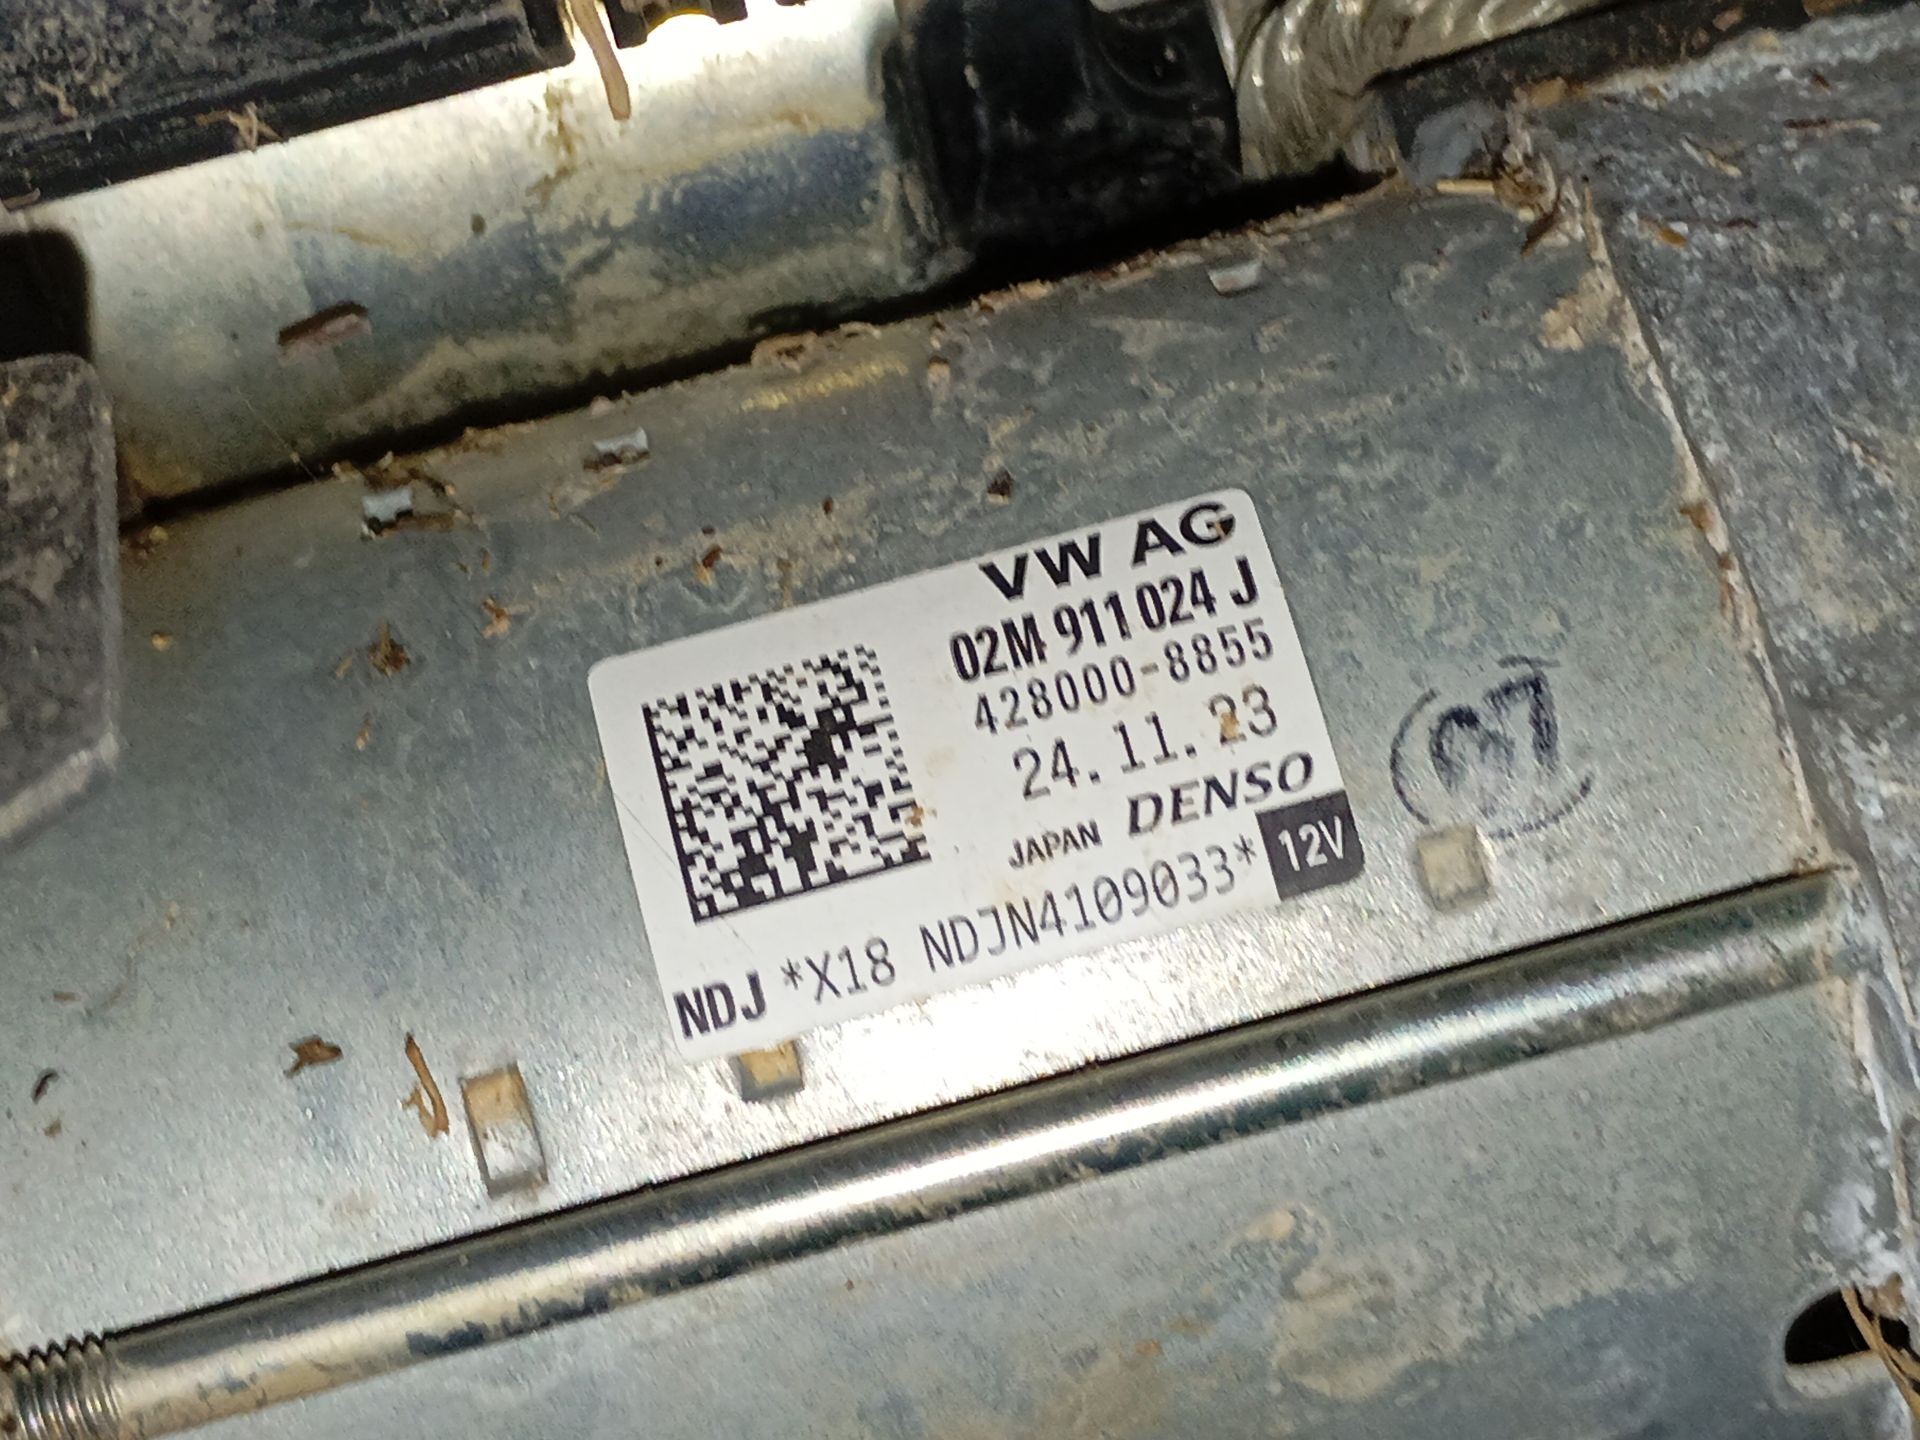 VW AG
02M 911 024 J
428000-8855
24.11.23
JAPAN DENSO
NDJ *X18 NDJN4109033* 12V